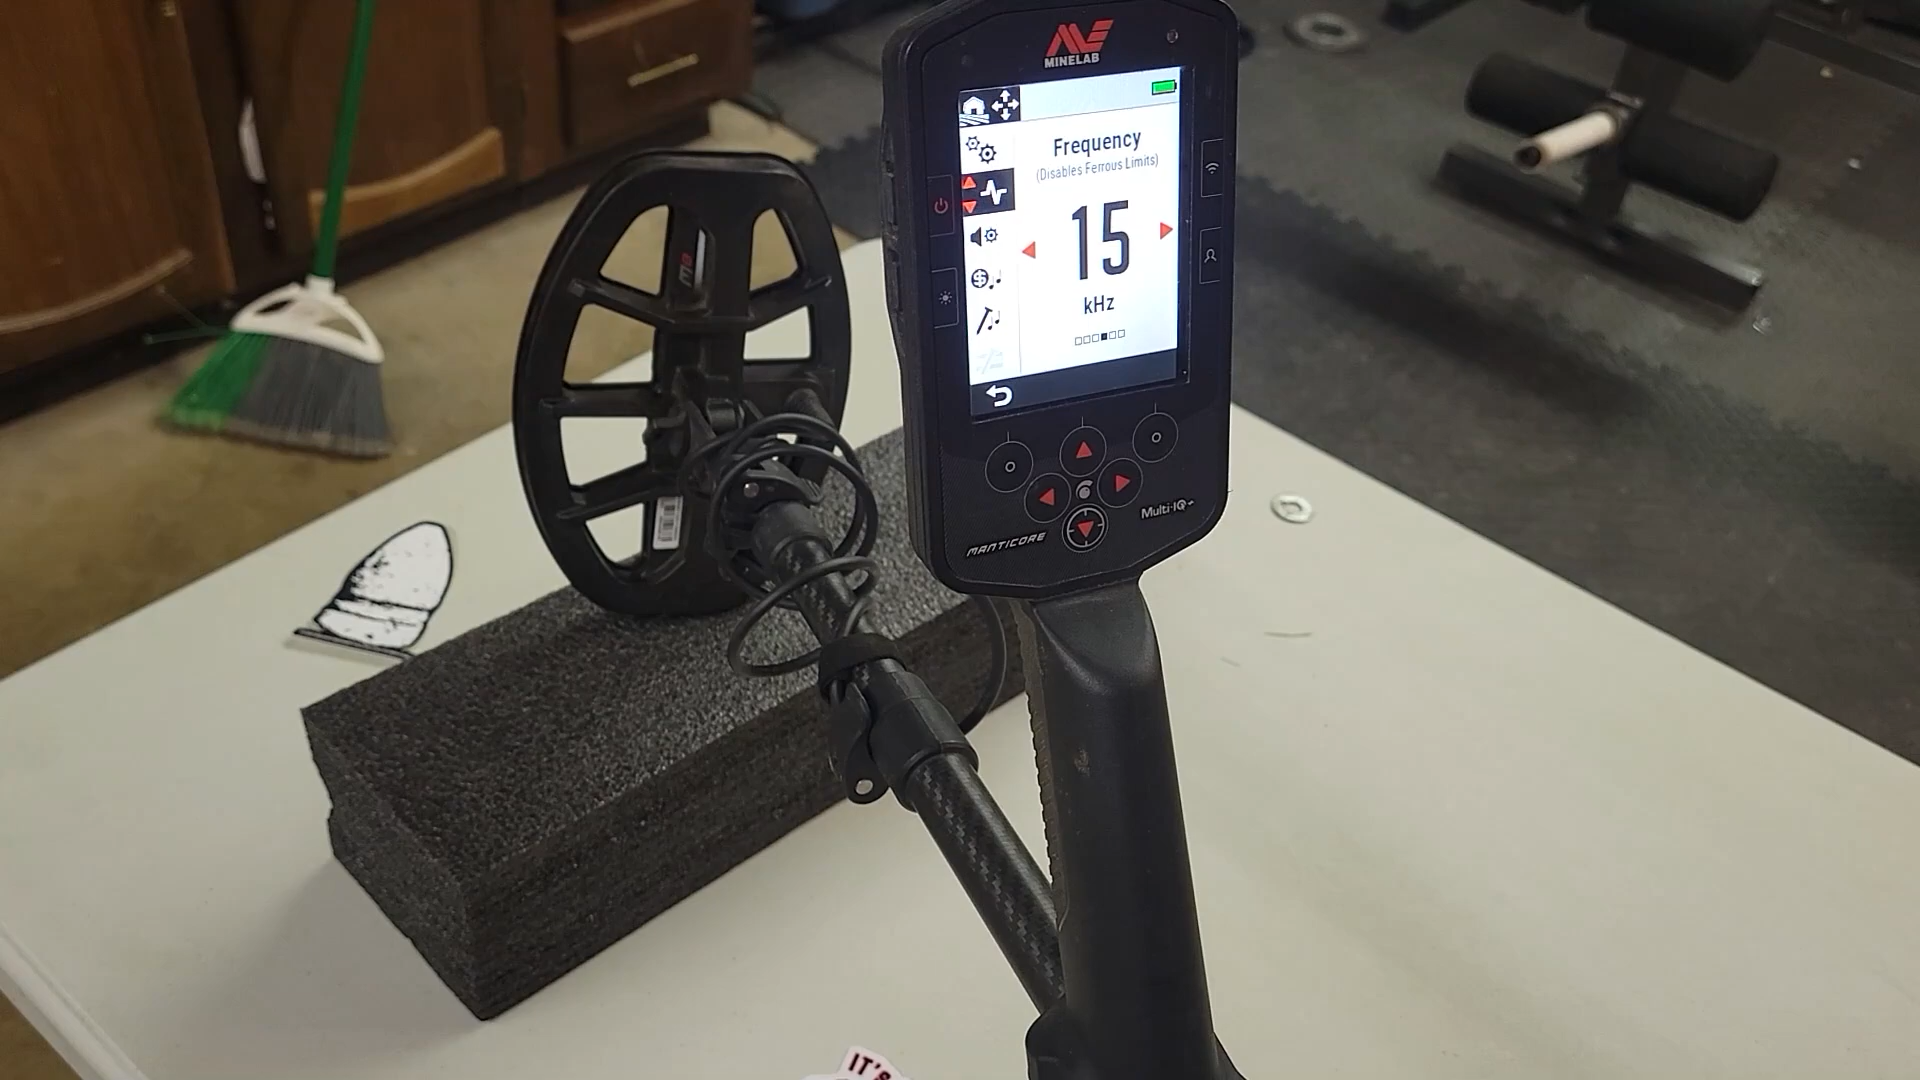 MINELAB
Frequency
(Disables Ferrous Limits)
15
kHz
MANTICORE
Multi-IQ+
IT'S